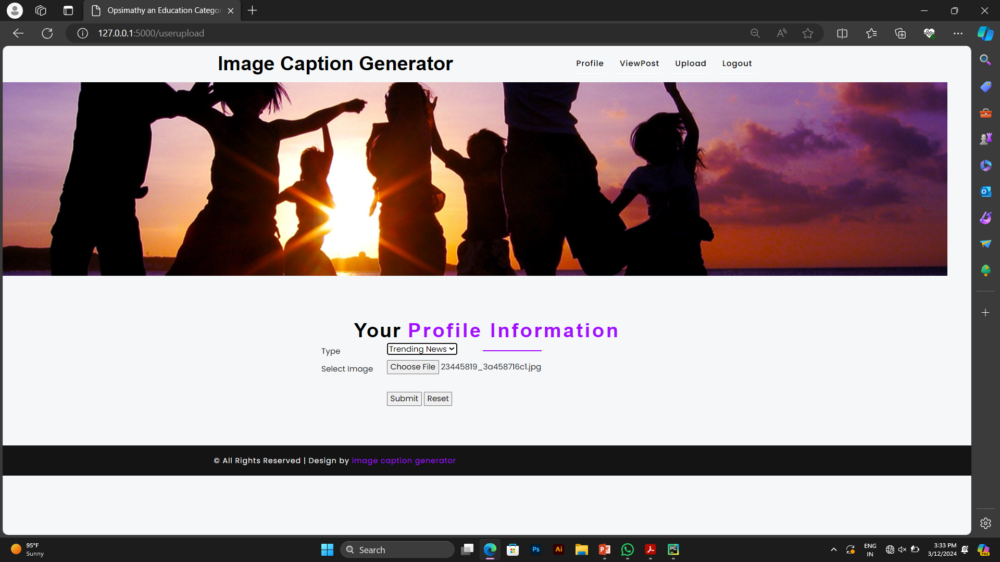 Opsimathy an Education Categor
127.0.0.1:5000/userupload
Image Caption Generator
Profile ViewPost Upload Logout
Your Profile Information
Type Trending News
Select Image Choose File 23445819_3a458716c1.jpg
Submit Reset
© All Rights Reserved | Design by image caption generator
95°F
Sunny
Search
Ps
Ai
ENG
IN
3:33 PM
3/12/2024